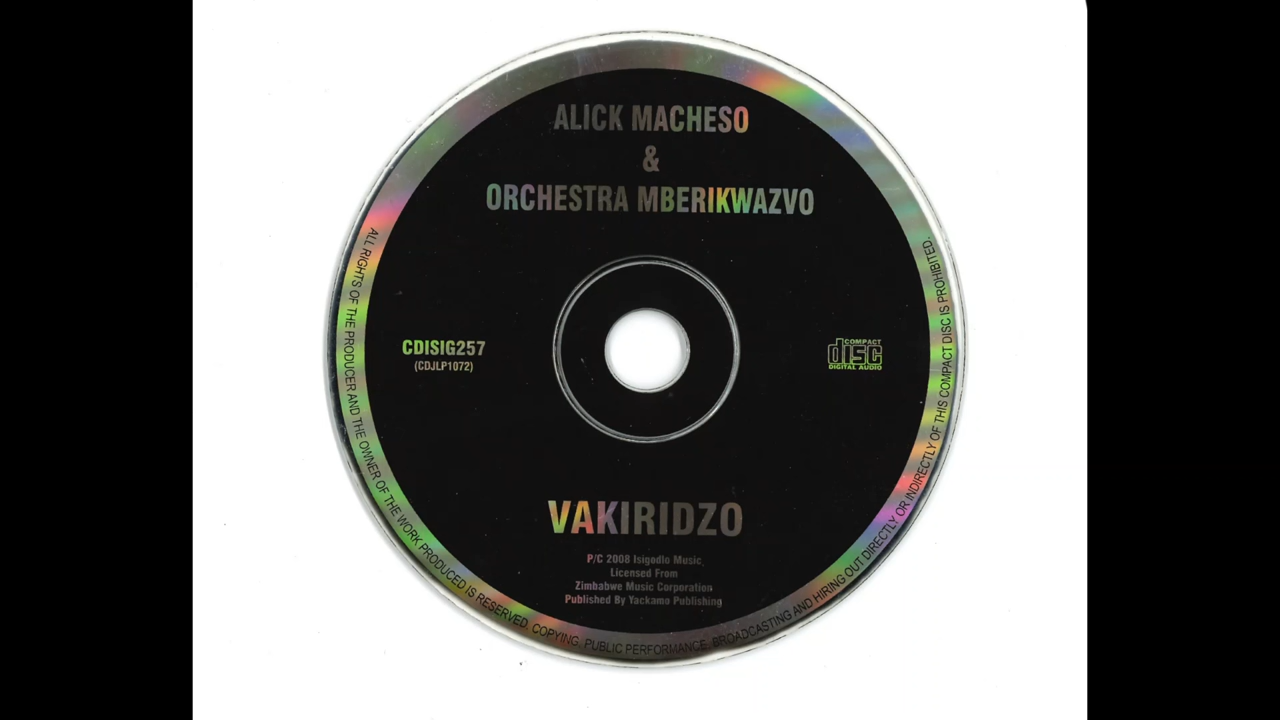 ALICK MACHESO
&
ORCHESTRA MBERIKWAZVO
CDISIG257
(CDJLP1072)
COMPACT
disc
DIGITAL AUDIO
VAKIRIDZO
P/C 2008 Isigodlo Music,
Licensed From
Zimbabwe Music Corporation
Published By Yackamo Publishing
ALL RIGHTS OF THE PRODUCER AND THE OWNER OF THE WORK PRODUCED IS RESERVED. COPYING, PUBLIC PERFORMANCE, BROADCASTING AND HIRING OUT DIRECTLY OR INDIRECTLY OF THIS COMPACT DISC IS PROHIBITED.